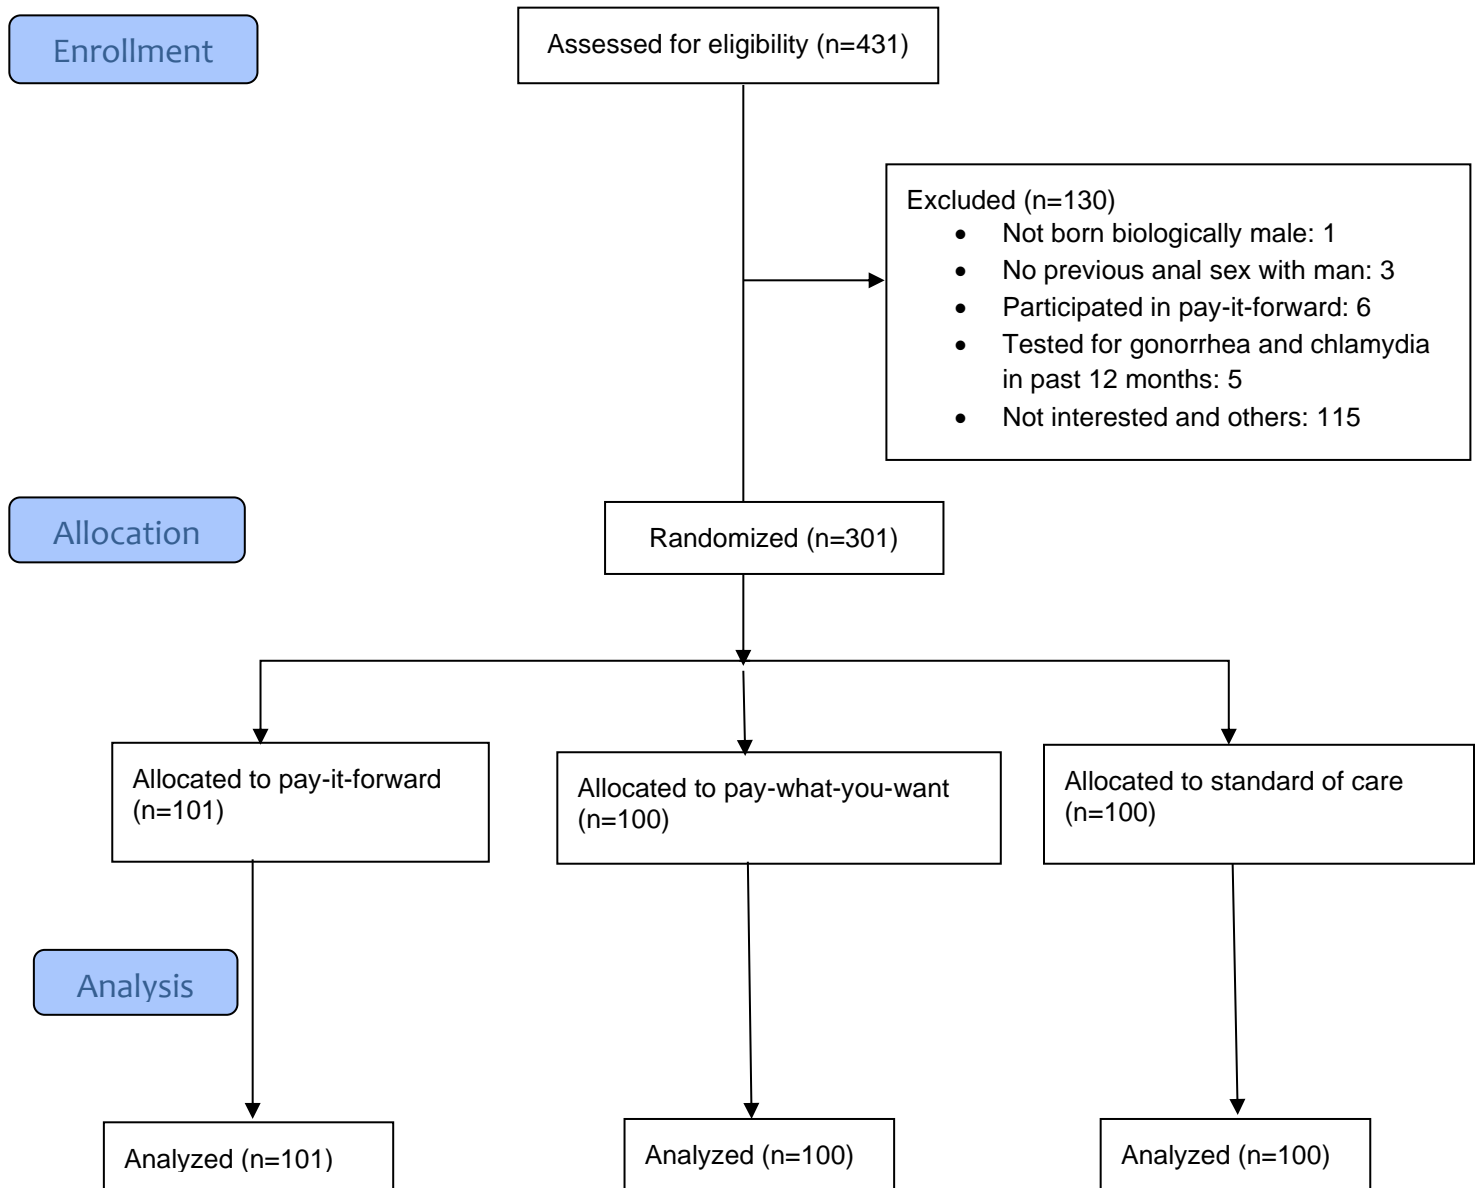 Enrollment
Assessed for eligibility (n=431)
Excluded (n=130)
• Not born biologically male: 1
• No previous anal sex with man: 3
• Participated in pay-it-forward: 6
• Tested for gonorrhea and chlamydia
in past 12 months: 5
• Not interested and others: 115
Allocation
Randomized (n=301)
Allocated to pay-it-forward
(n=101)
Allocated to pay-what-you-want
(n=100)
Allocated to standard of care
(n=100)
Analysis
Analyzed (n=101)
Analyzed (n=100)
Analyzed (n=100)